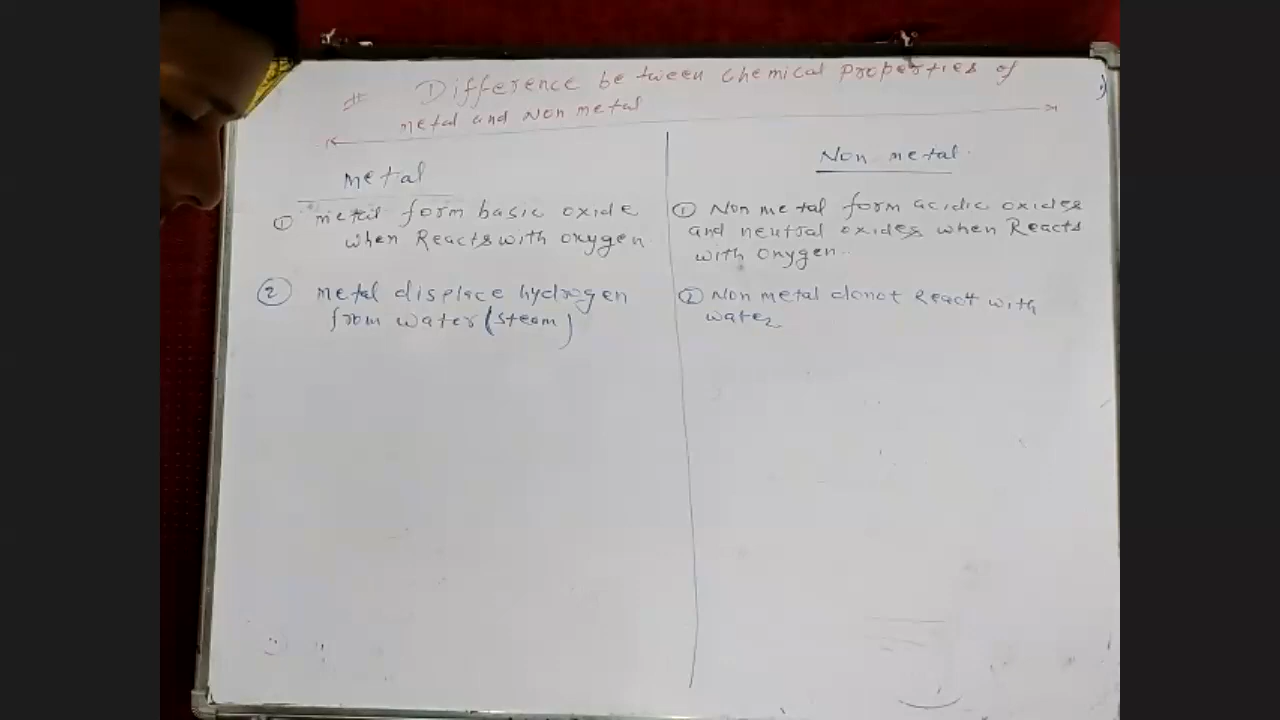 # Difference between chemical properties of
metal and Non metal
metal
① metal form basic oxide
when Reacts with oxygen
② metal displace hydrogen
from water (steam)
Non metal.
① Non metal form acidic oxides
and neutral oxides when Reacts
with oxygen..
② Non metal donot React with
water